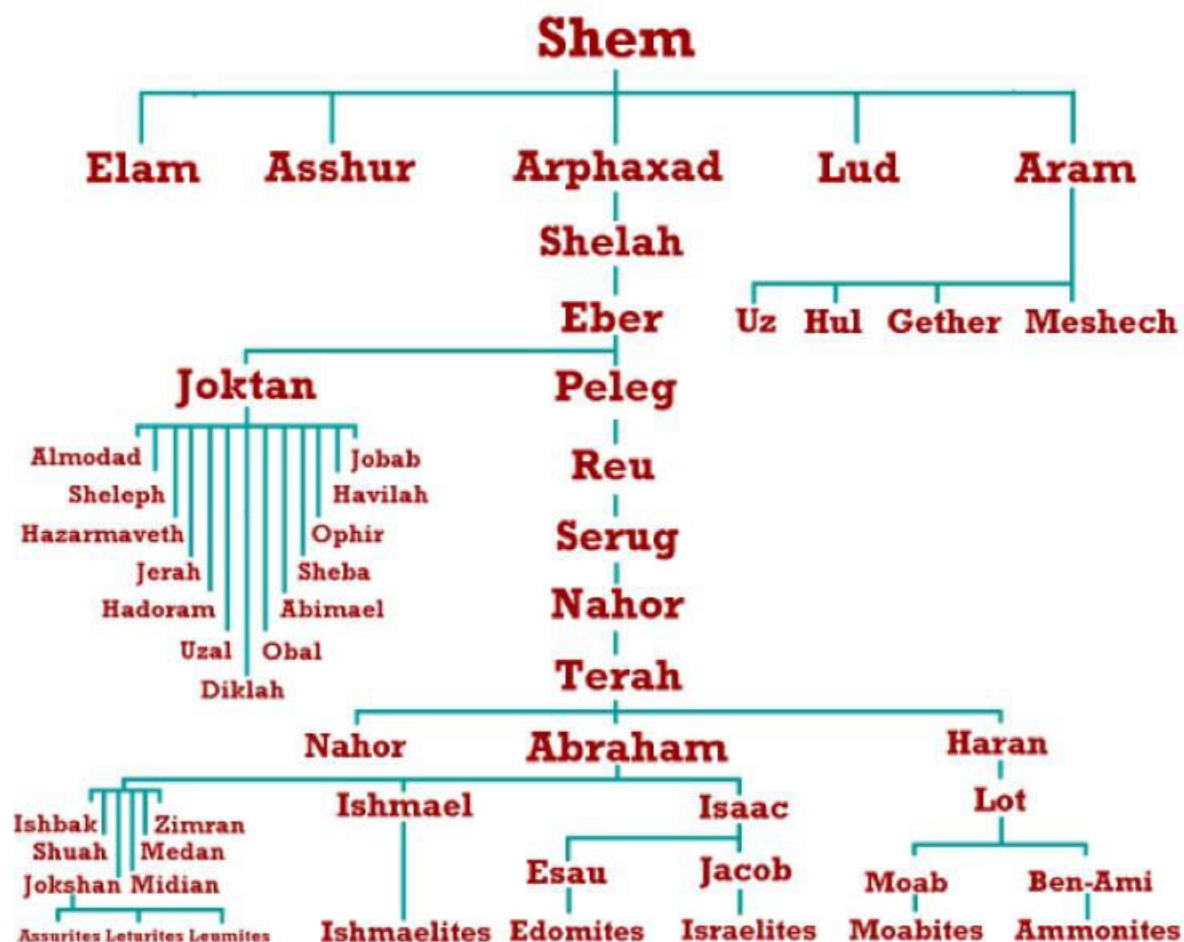 Shem
Elam Asshur Arphaxad Lud Aram
Shelah
Eber Uz Hul Gether Meshech
Joktan Peleg
Almodad Jobab
Reu
Sheleph Havilah
Hazarmaveth Ophir
Serug
Jerah Sheba
Hadoram Abimael
Nahor
Uzal Obal
Terah
Diklah
Nahor Abraham Haran
Ishmael Isaac Lot
Ishbak Zimran
Shuah Medan
Esau Jacob
Jokshan Midian Moab Ben-Ami
Assurites Leturites Leumites Ishmaelites Edomites Israelites Moabites Ammonites